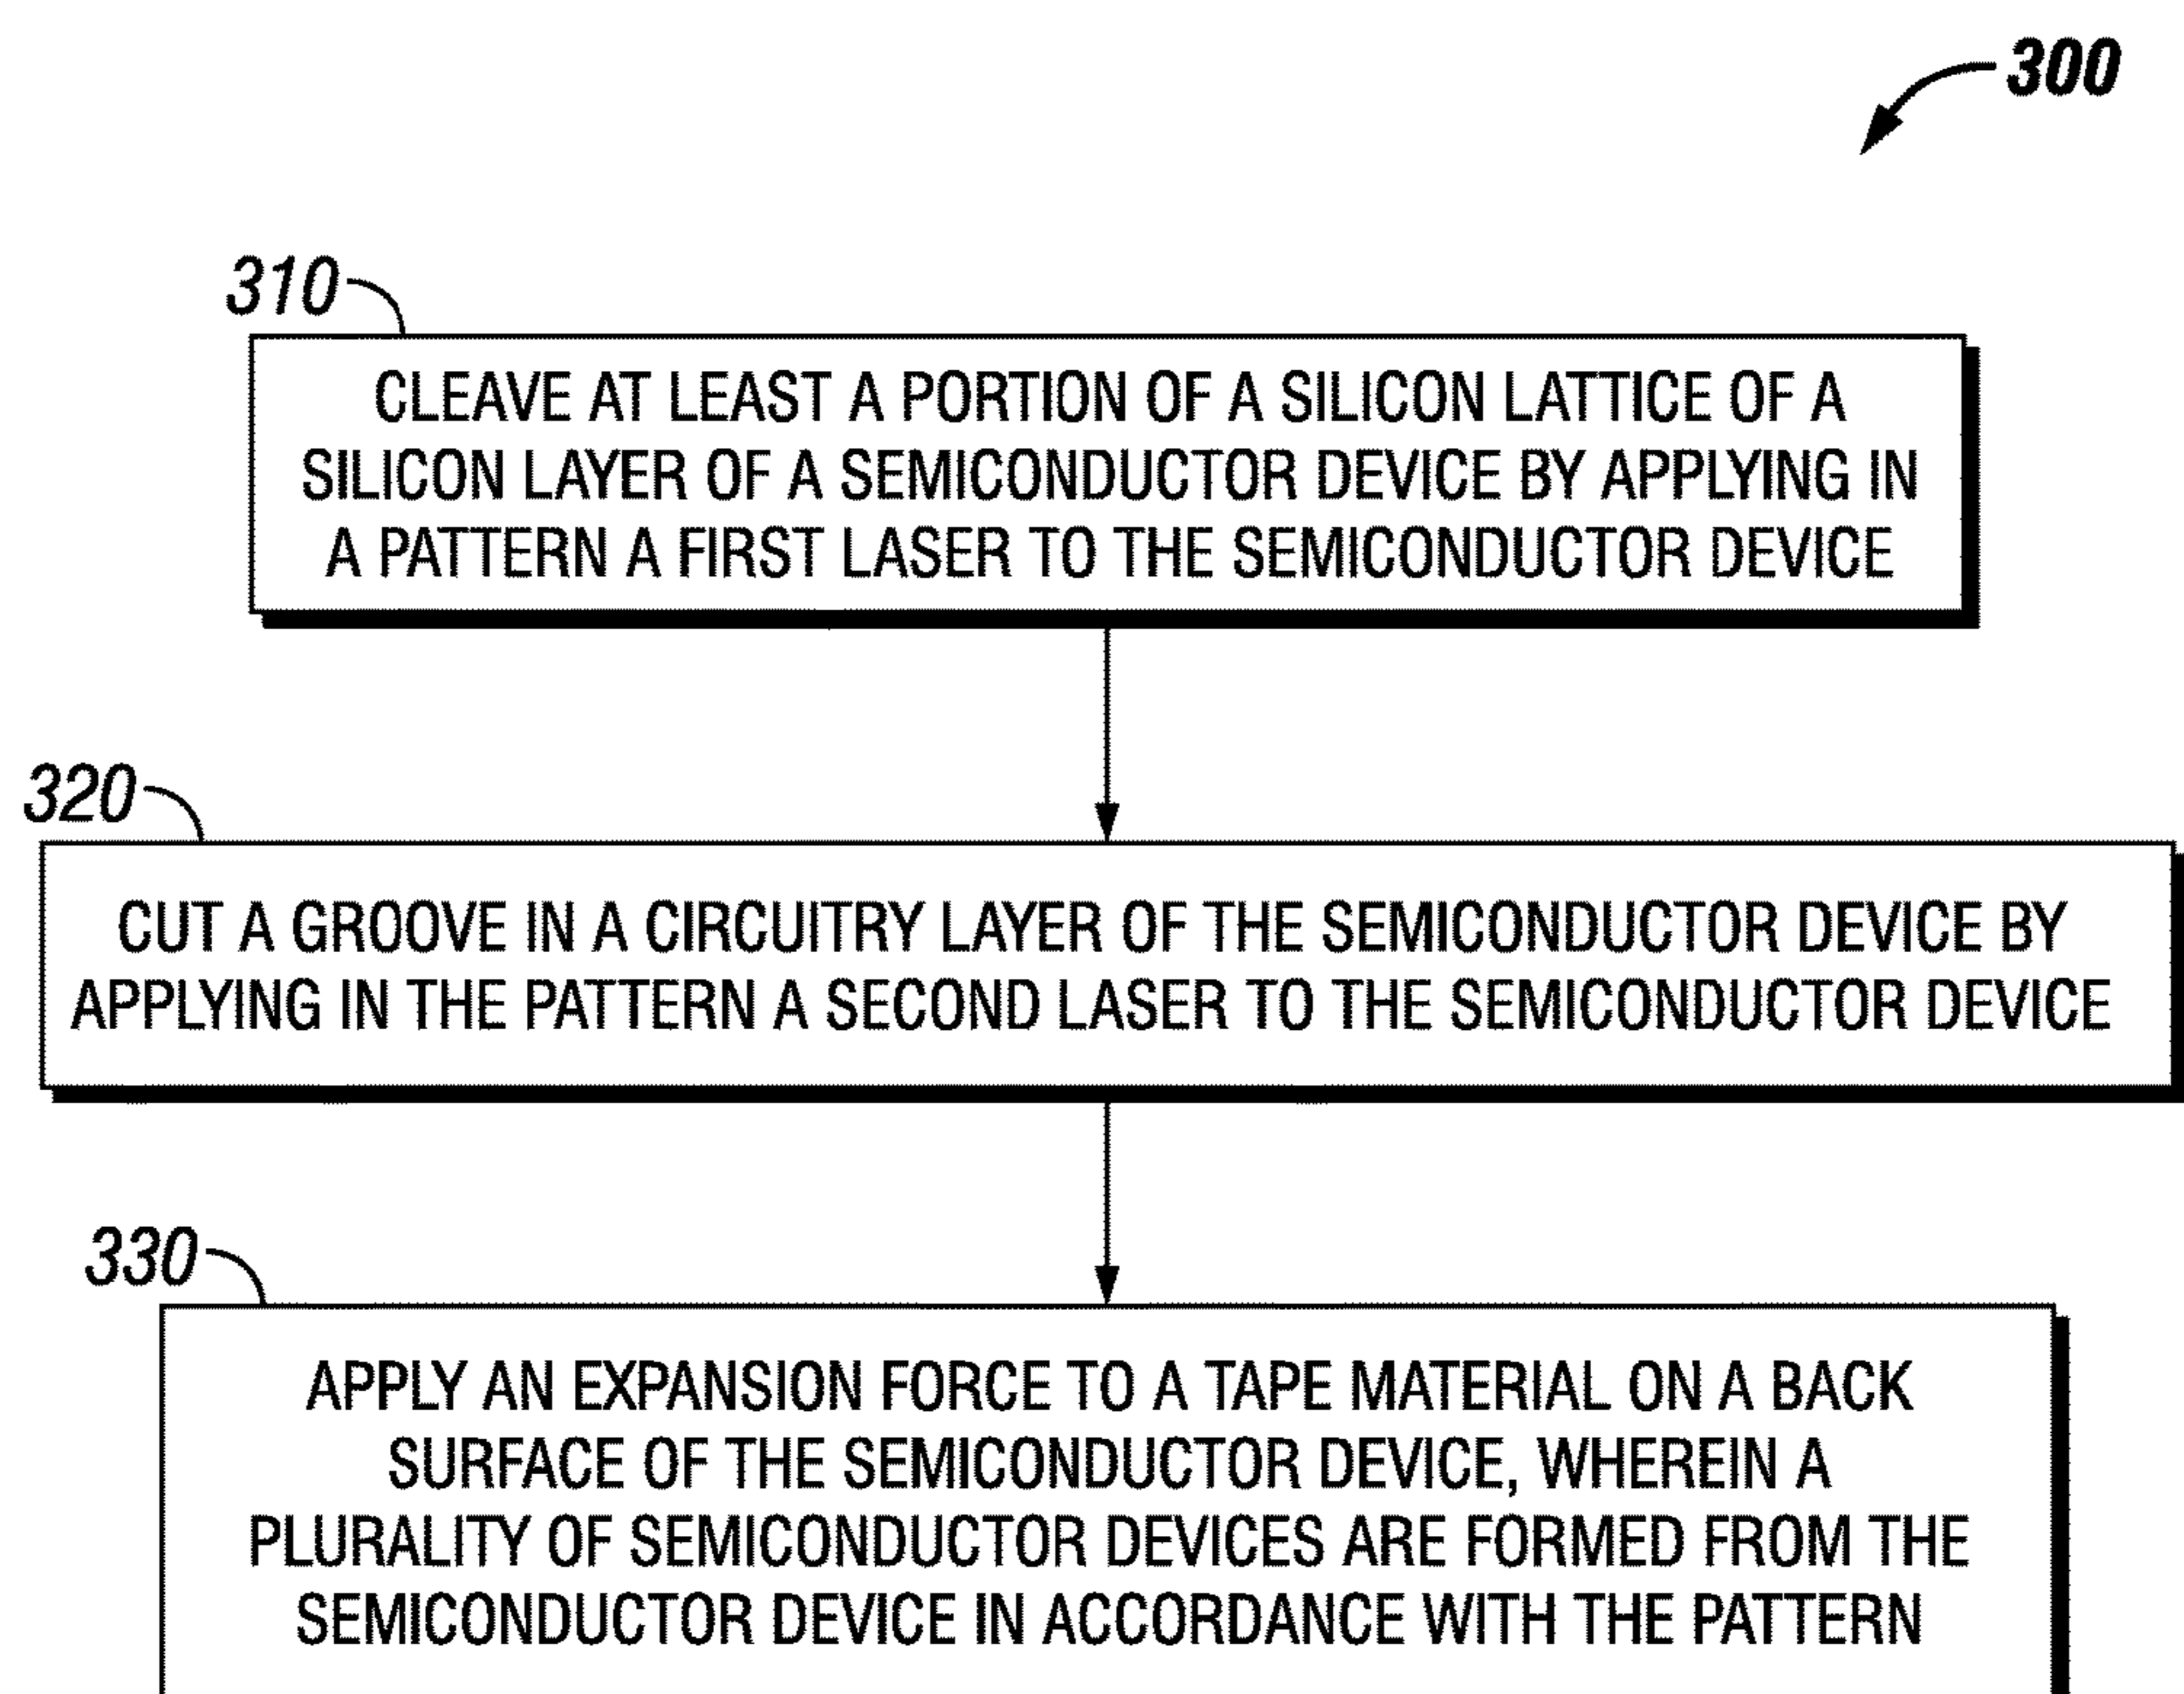 300
310
CLEAVE AT LEAST A PORTION OF A SILICON LATTICE OF A
SILICON LAYER OF A SEMICONDUCTOR DEVICE BY APPLYING IN
A PATTERN A FIRST LASER TO THE SEMICONDUCTOR DEVICE
320
CUT A GROOVE IN A CIRCUITRY LAYER OF THE SEMICONDUCTOR DEVICE BY
APPLYING IN THE PATTERN A SECOND LASER TO THE SEMICONDUCTOR DEVICE
330
APPLY AN EXPANSION FORCE TO A TAPE MATERIAL ON A BACK
SURFACE OF THE SEMICONDUCTOR DEVICE, WHEREIN A
PLURALITY OF SEMICONDUCTOR DEVICES ARE FORMED FROM THE
SEMICONDUCTOR DEVICE IN ACCORDANCE WITH THE PATTERN